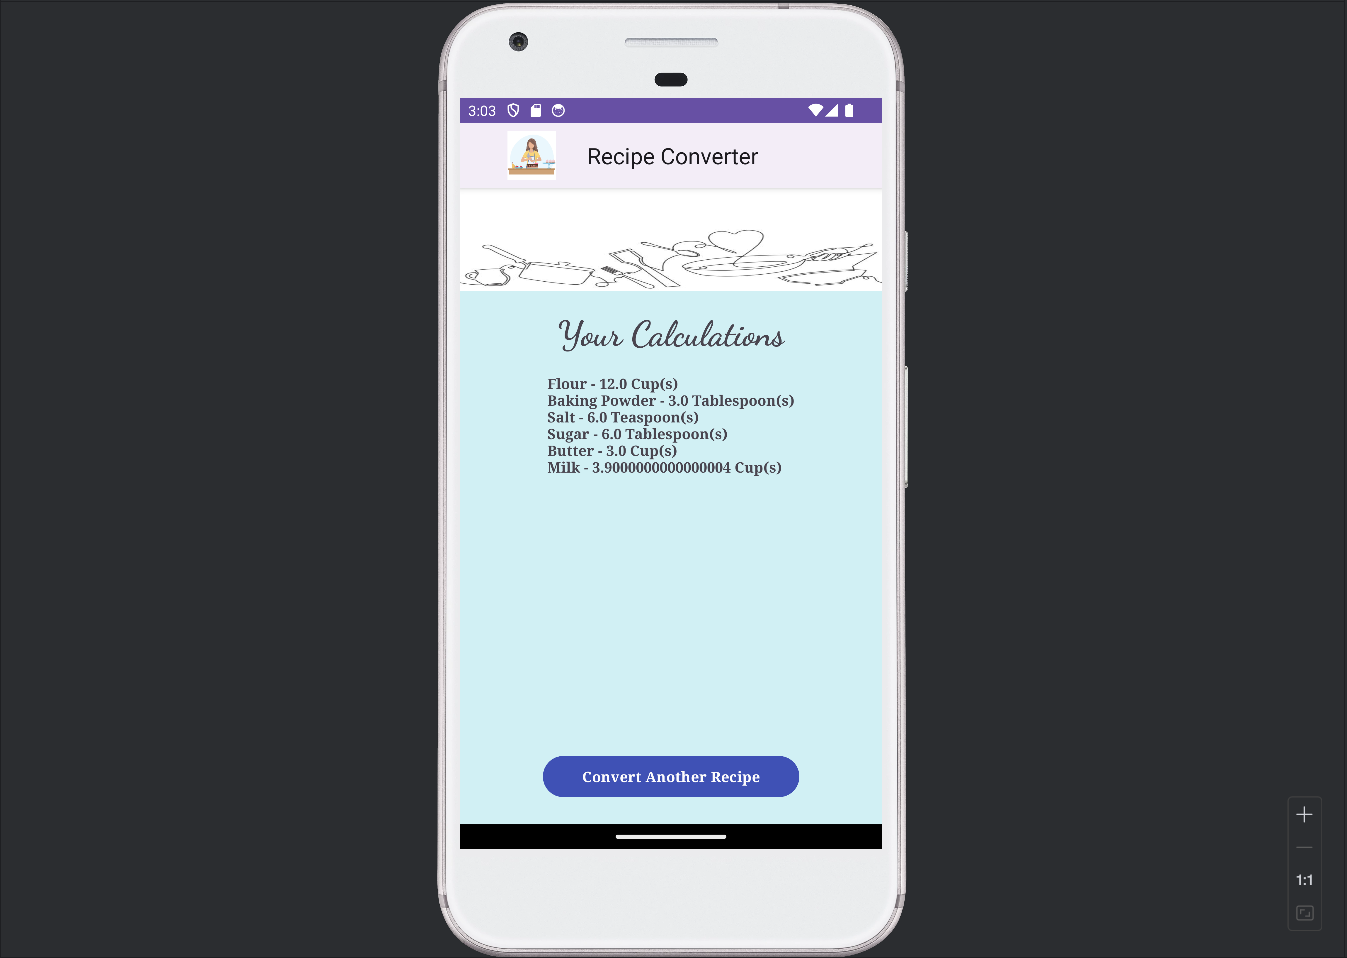 3:03
Recipe Converter
Your Calculations
Flour - 12.0 Cup(s)
Baking Powder - 3.0 Tablespoon(s)
Salt - 6.0 Teaspoon(s)
Sugar - 6.0 Tablespoon(s)
Butter - 3.0 Cup(s)
Milk - 3.9000000000000004 Cup(s)
Convert Another Recipe
1:1